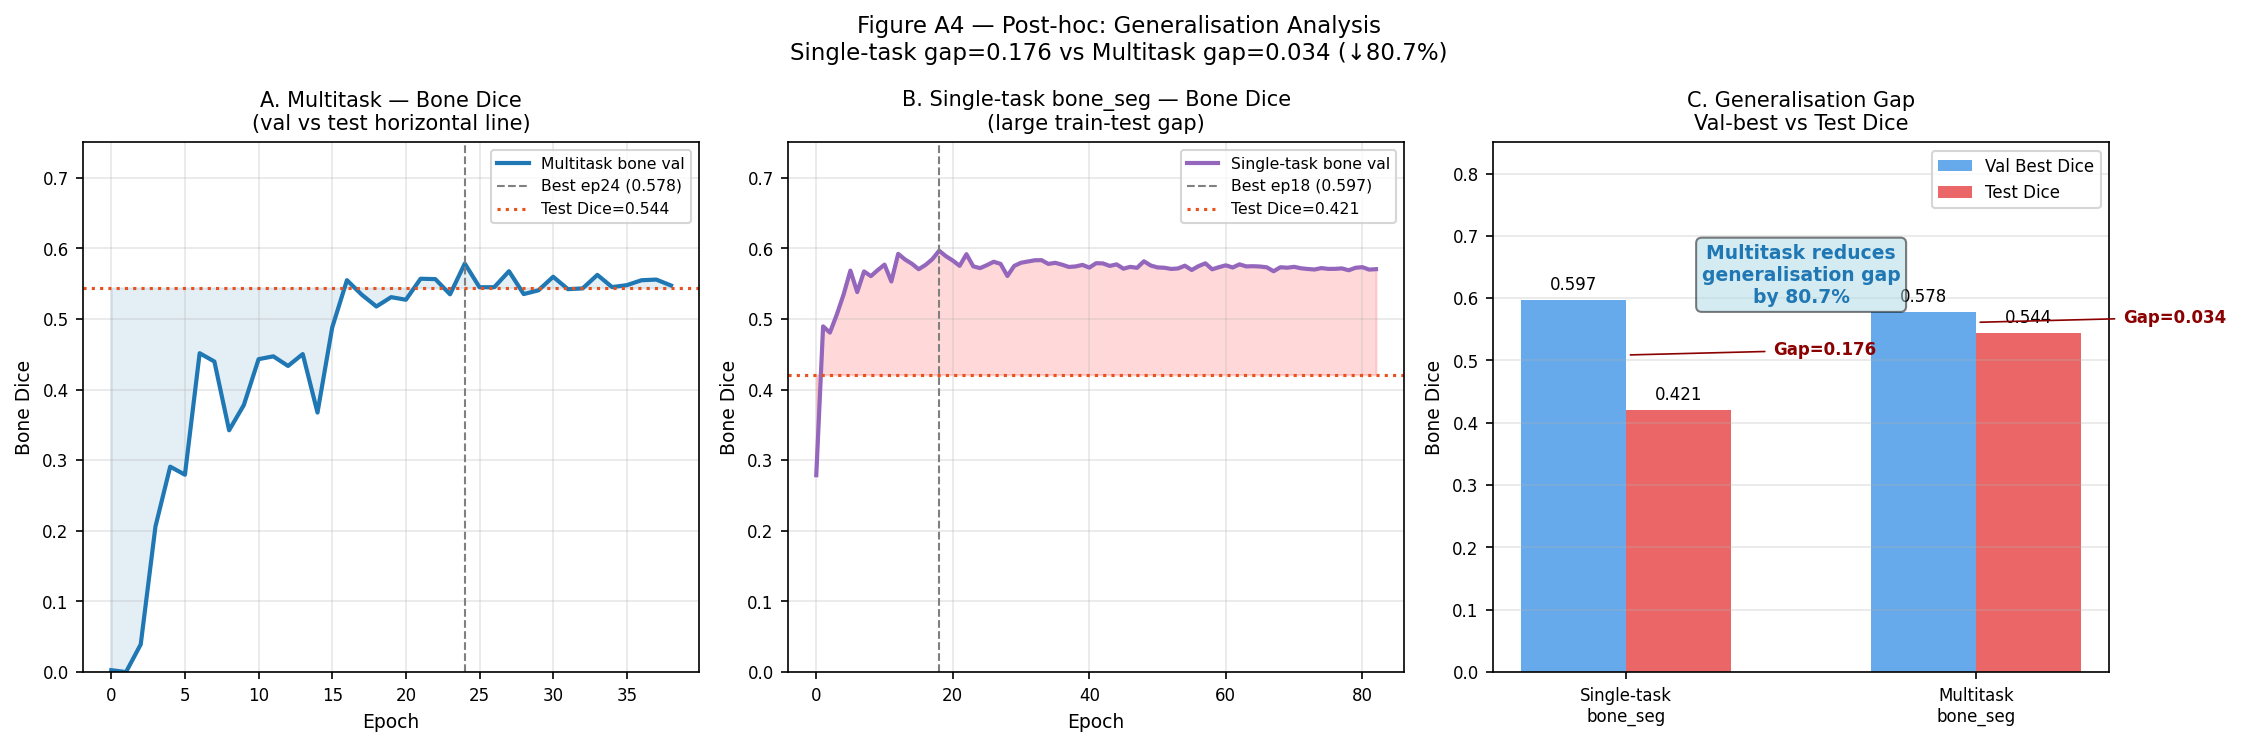 Figure A4 — Post-hoc: Generalisation Analysis
Single-task gap=0.176 vs Multitask gap=0.034 (↓80.7%)
A. Multitask — Bone Dice
(val vs test horizontal line)
Bone Dice
0.7
0.6
0.5
0.4
0.3
0.2
0.1
0.0
Multitask bone val
Best ep24 (0.578)
Test Dice=0.544
0 5 10 15 20 25 30 35
Epoch
B. Single-task bone_seg — Bone Dice
(large train-test gap)
Bone Dice
0.7
0.6
0.5
0.4
0.3
0.2
0.1
0.0
Single-task bone val
Best ep18 (0.597)
Test Dice=0.421
0 20 40 60 80
Epoch
C. Generalisation Gap
Val-best vs Test Dice
Bone Dice
0.8
0.7
0.6
0.5
0.4
0.3
0.2
0.1
0.0
Val Best Dice
Test Dice
Multitask reduces
generalisation gap
by 80.7%
0.597
0.578
0.544
Gap=0.034
Gap=0.176
0.421
Single-task
bone_seg
Multitask
bone_seg